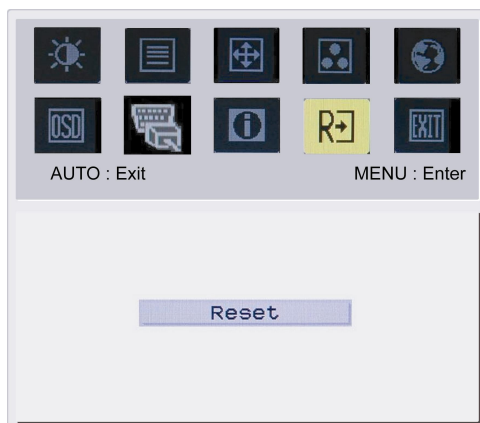 OSD
R
EXIT
AUTO : Exit
MENU : Enter
Reset